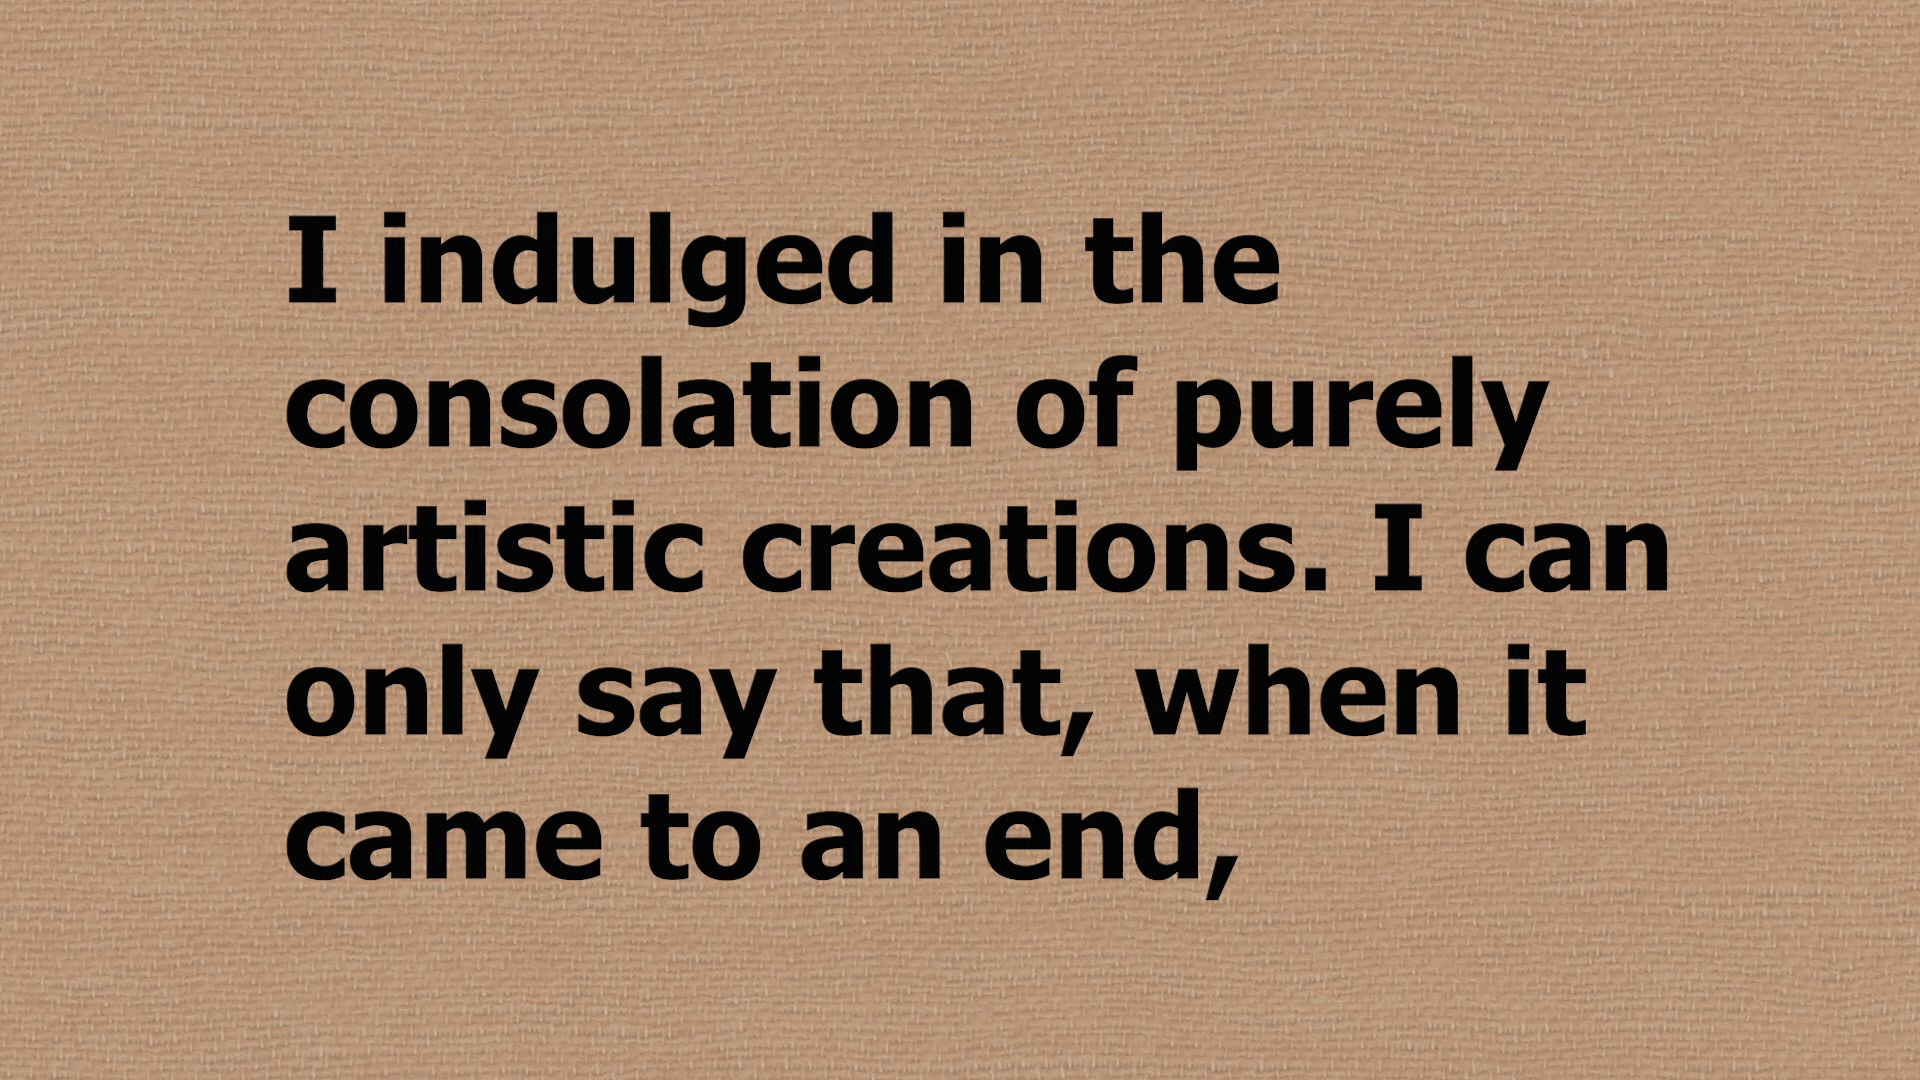 I indulged in the
consolation of purely
artistic creations. I can
only say that, when it
came to an end,